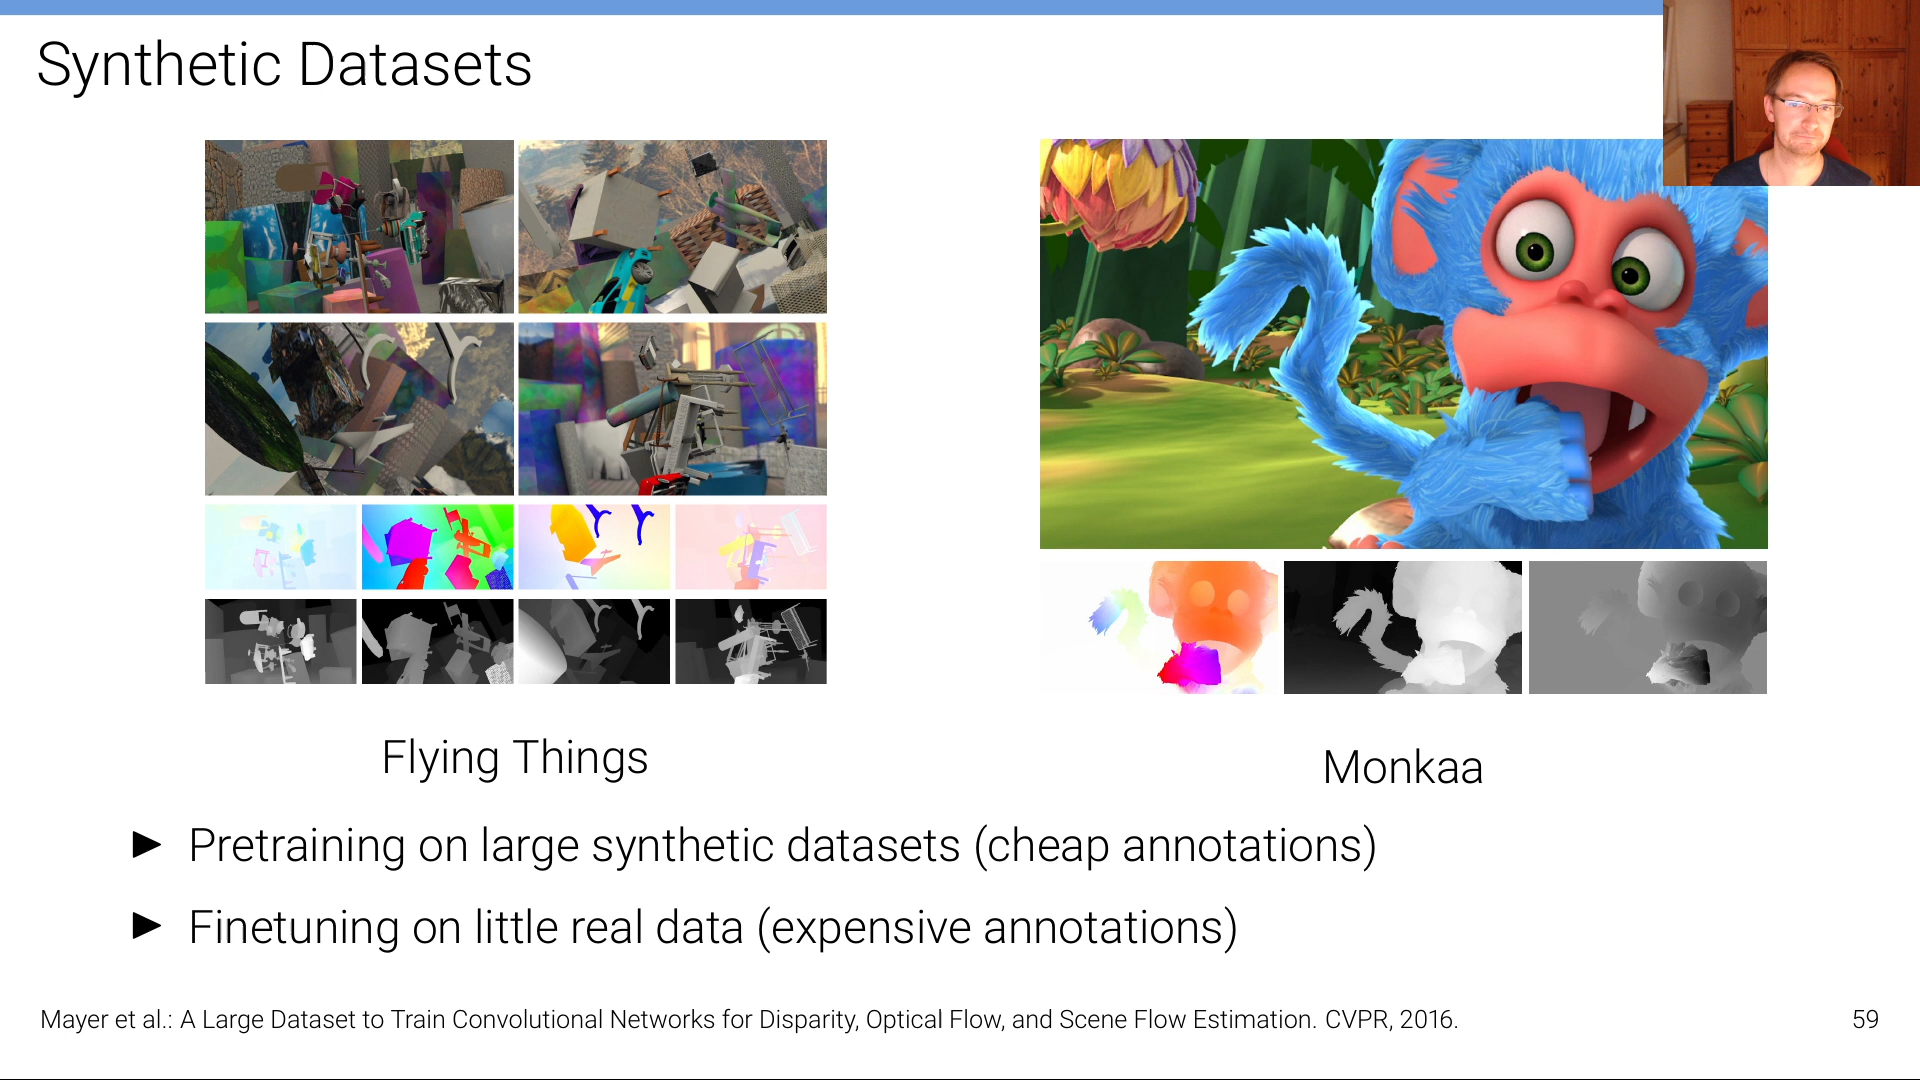 Synthetic Datasets
Flying Things
Monkaa
Pretraining on large synthetic datasets (cheap annotations)
Finetuning on little real data (expensive annotations)
Mayer et al.: A Large Dataset to Train Convolutional Networks for Disparity, Optical Flow, and Scene Flow Estimation. CVPR, 2016.
59